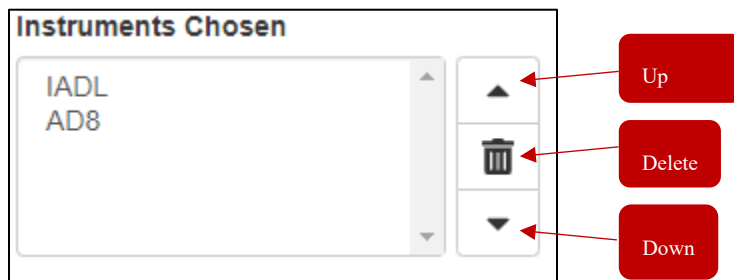 Instruments Chosen
IADL
AD8
Up
Delete
Down